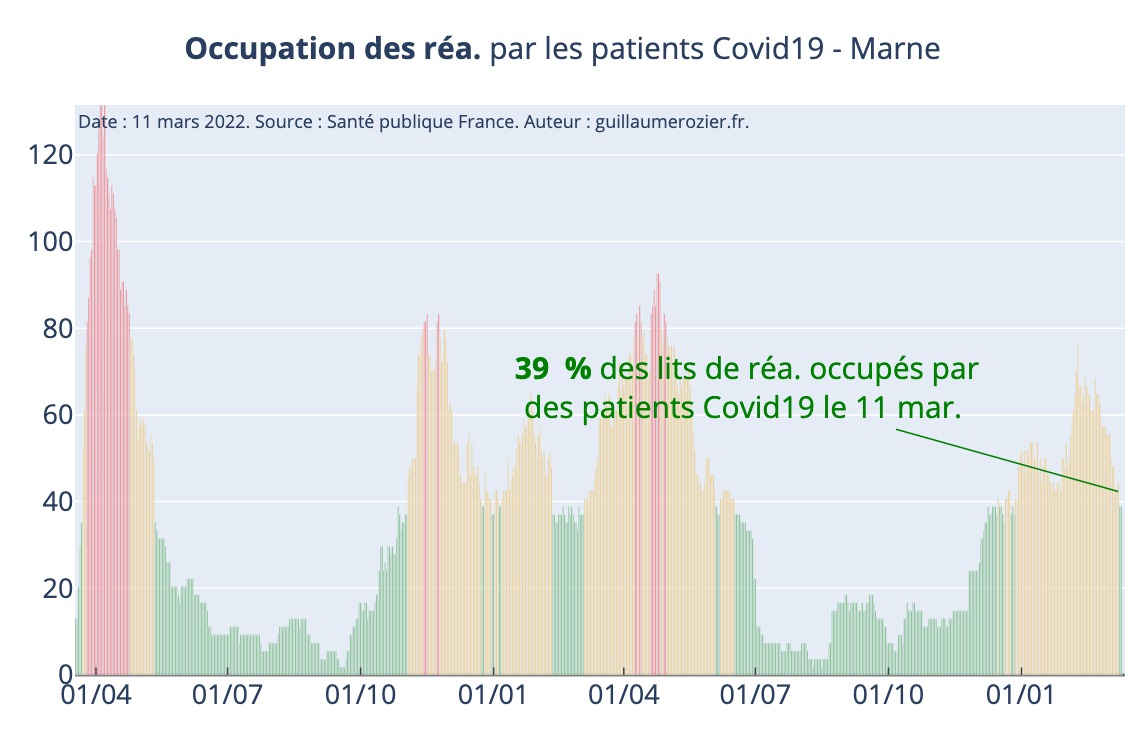 Occupation des réa. par les patients Covid19 - Marne
Date : 11 mars 2022. Source : Santé publique France. Auteur : guillaumerozier.fr.
120
100
80
39 % des lits de réa. occupés par
des patients Covid19 le 11 mar.
60
40
20
0
01/04 01/07 01/10 01/01 01/04 01/07 01/10 01/01